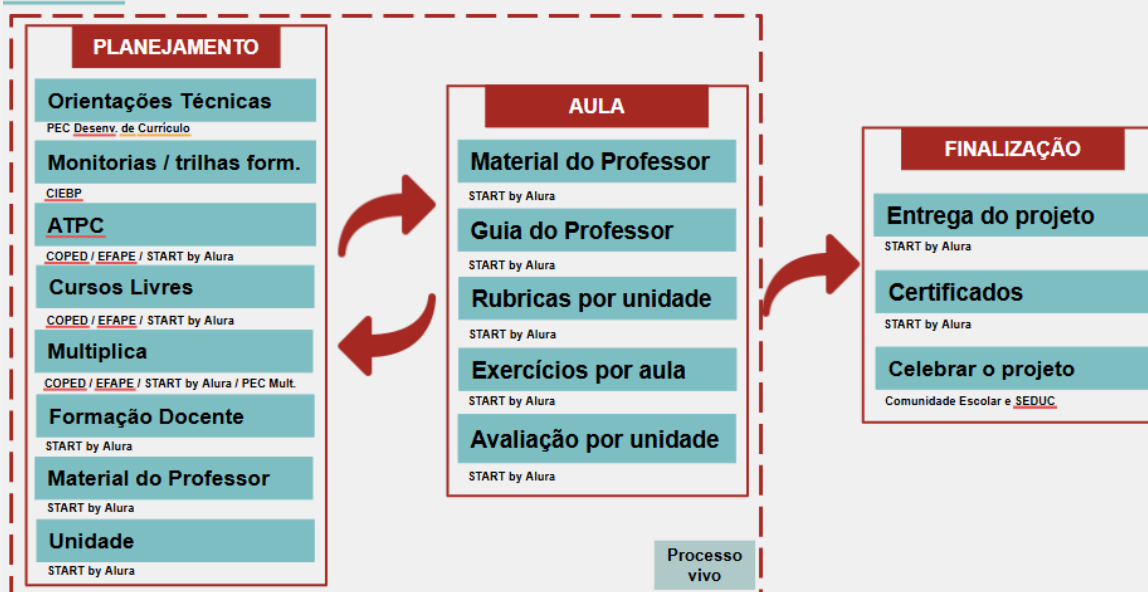 PLANEJAMENTO
Orientações Técnicas
PEC Desenv. de Currículo
Monitorias / trilhas form.
CIEBP
ATPC
COPED / EFAPE / START by Alura
Cursos Livres
COPED / EFAPE / START by Alura
Multiplica
COPED / EFAPE / START by Alura / PEC Mult.
Formação Docente
START by Alura
Material do Professor
START by Alura
Unidade
START by Alura
AULA
Material do Professor
START by Alura
Guia do Professor
START by Alura
Rubricas por unidade
START by Alura
Exercícios por aula
START by Alura
Avaliação por unidade
START by Alura
Processo
vivo
FINALIZAÇÃO
Entrega do projeto
START by Alura
Certificados
START by Alura
Celebrar o projeto
Comunidade Escolar e SEDUC